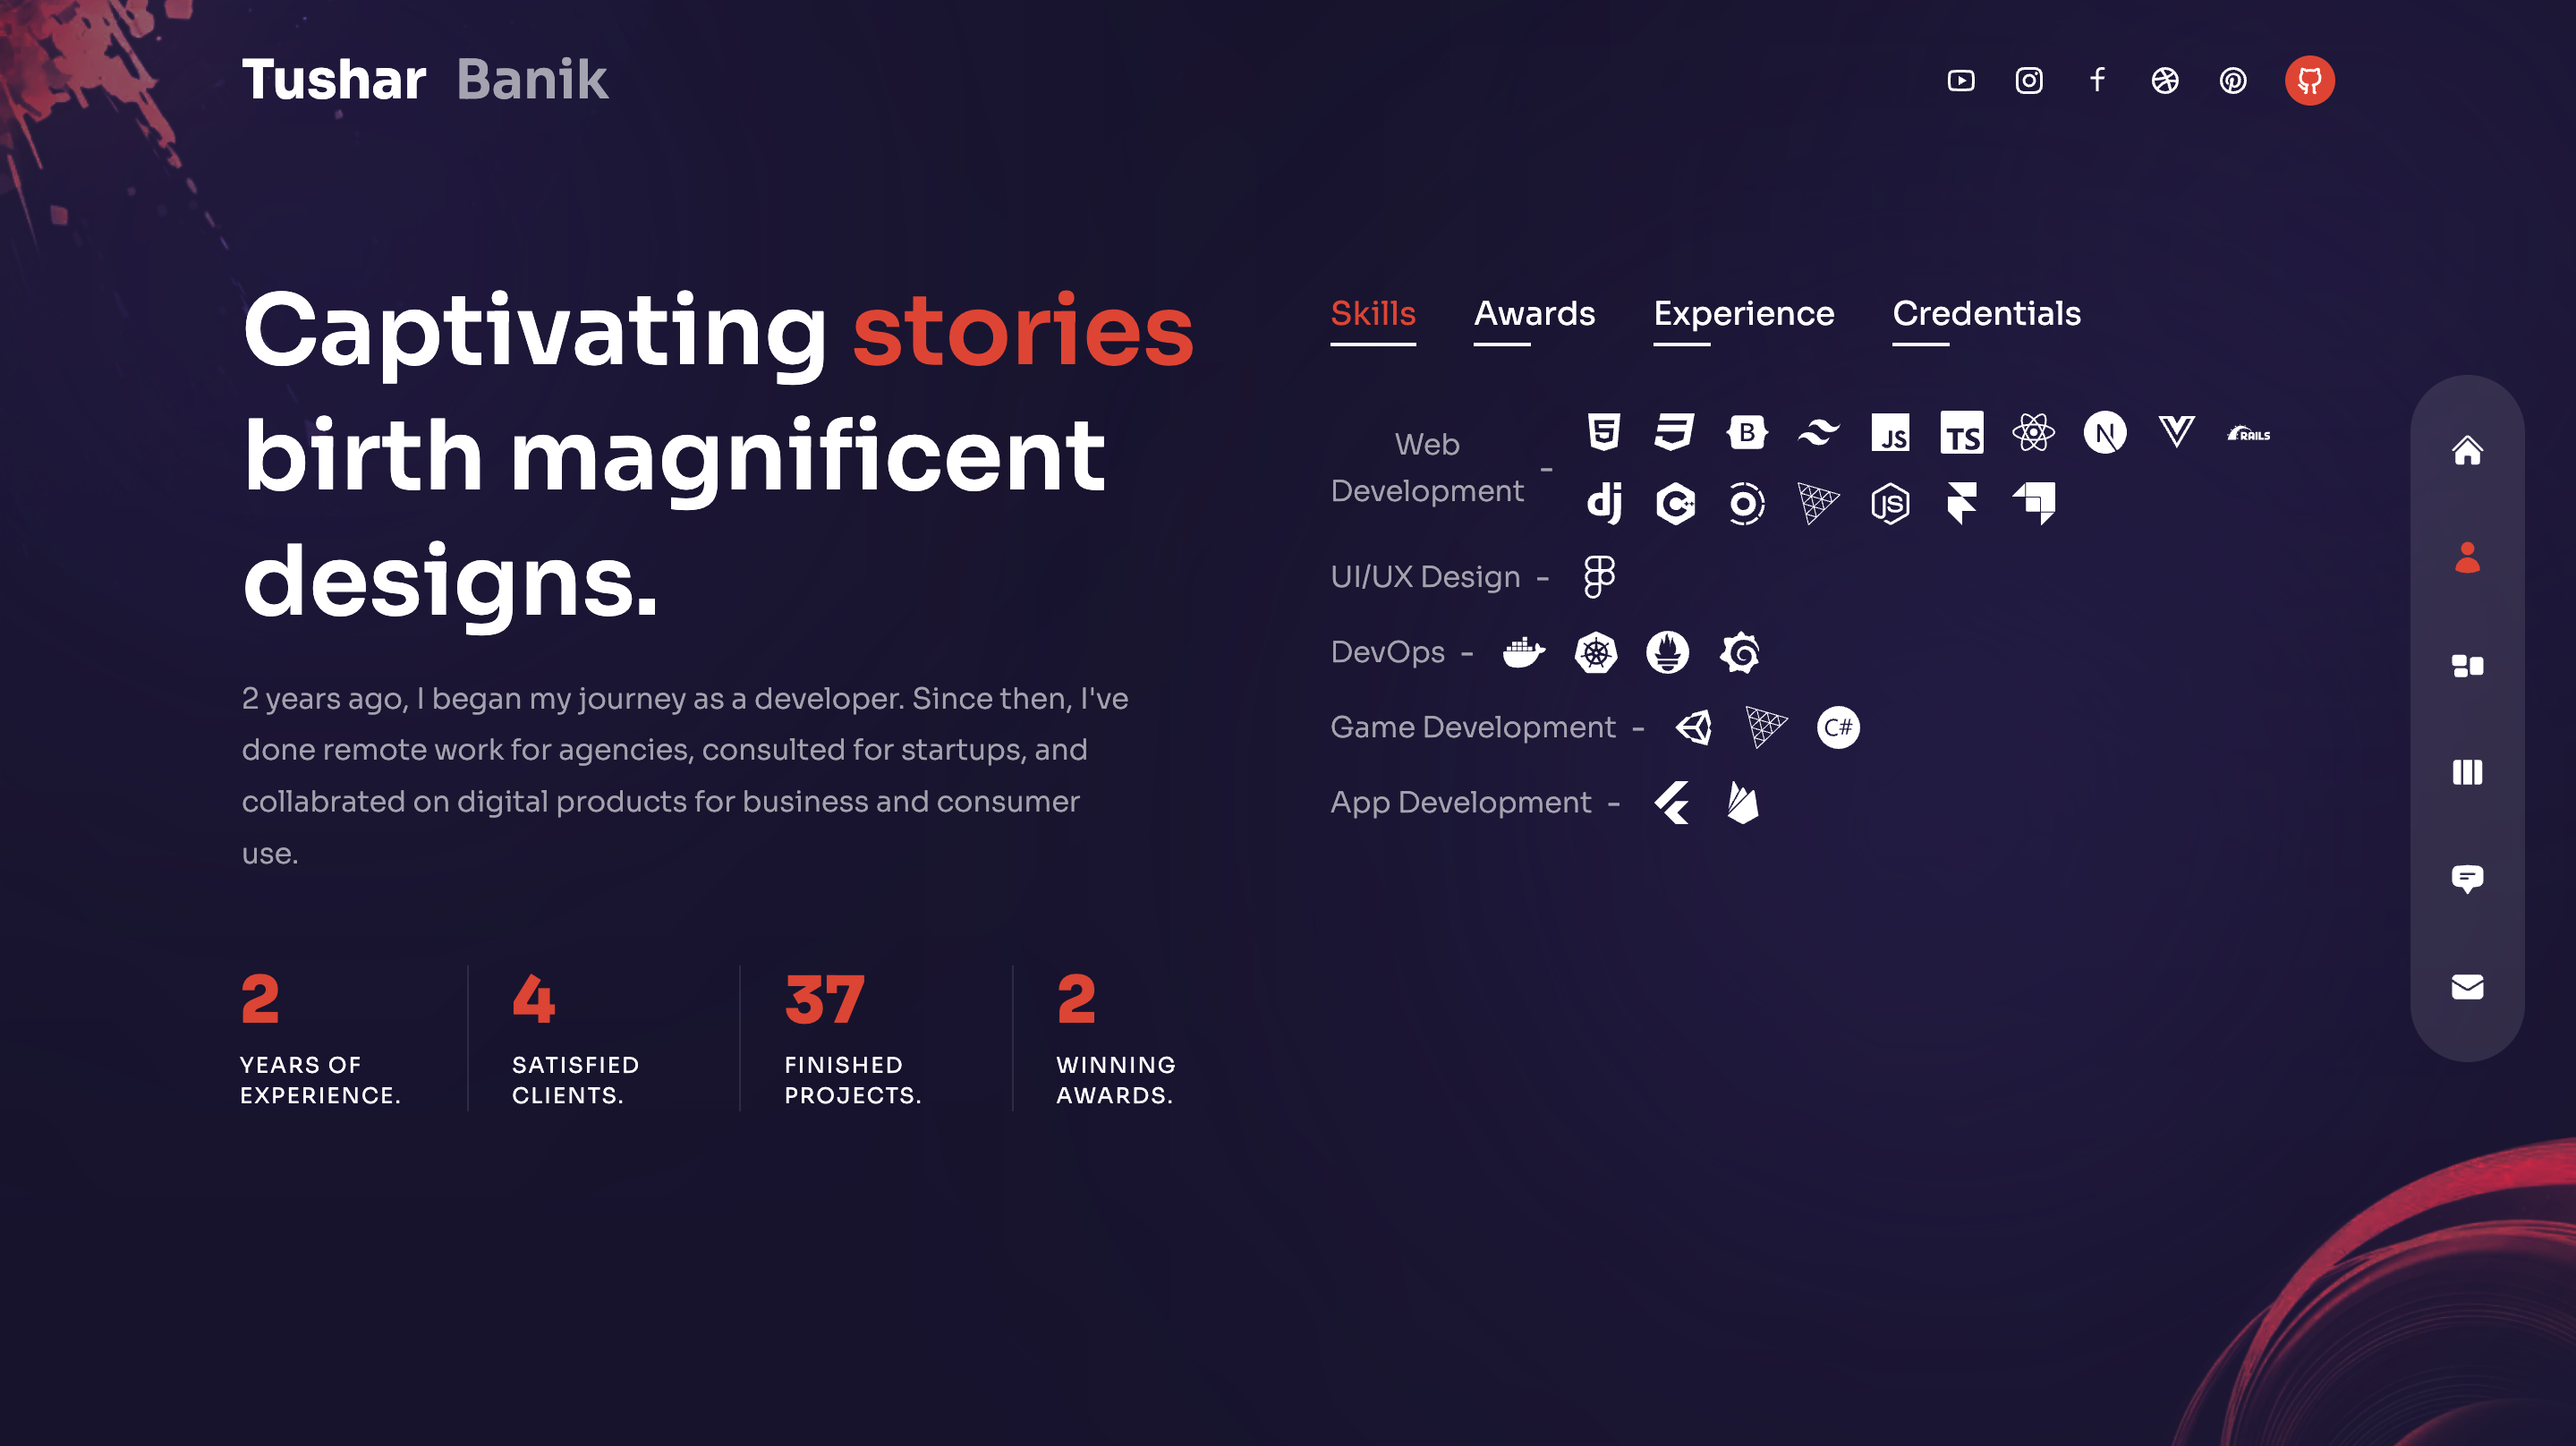 Tushar Banik
Captivating stories
birth magnificent
designs.
2 years ago, I began my journey as a developer. Since then, I've
done remote work for agencies, consulted for startups, and
collabrated on digital products for business and consumer
use.
2
YEARS OF
EXPERIENCE.
4
SATISFIED
CLIENTS.
37
FINISHED
PROJECTS.
2
WINNING
AWARDS.
Skills Awards Experience Credentials
Web
Development -
5 B JS TS N RAILS
dj C++ JS
UI/UX Design -
DevOps -
Game Development - C#
App Development -